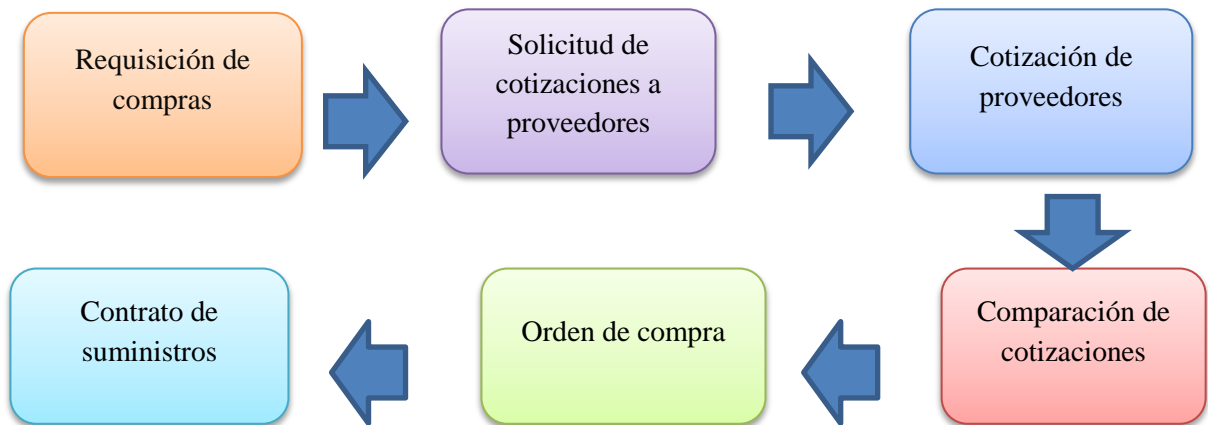 Requisición de
compras
Solicitud de
cotizaciones a
proveedores
Cotización de
proveedores
Comparación de
cotizaciones
Orden de compra
Contrato de
suministros